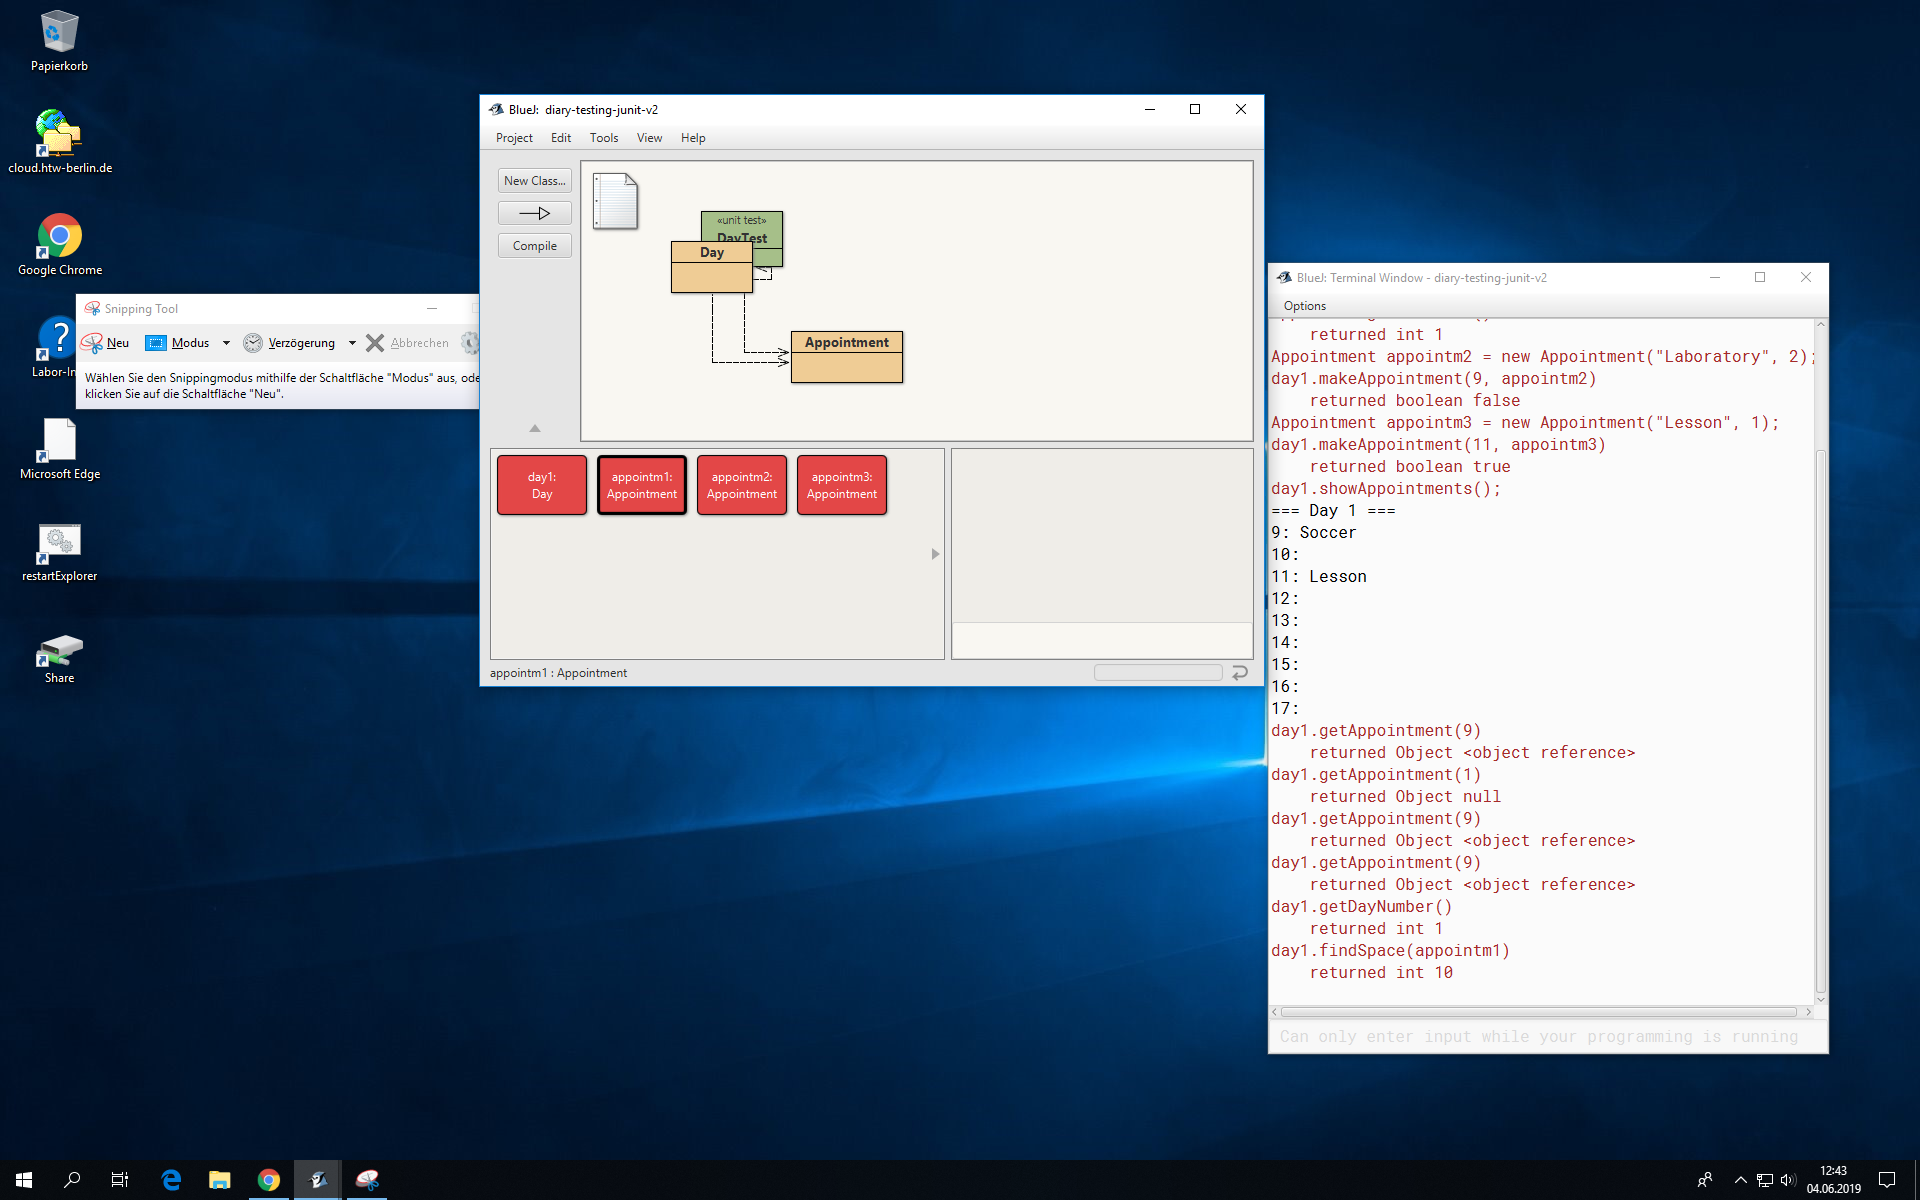 Papierkorb
cloud.htw-berlin.de
Google Chrome
Microsoft Edge
restartExplorer
Share
Snipping Tool
Neu
Modus
Verzögerung
Abbrechen
Wählen Sie den Snippingmodus mithilfe der Schaltfläche "Modus" aus, ode
klicken Sie auf die Schaltfläche "Neu".
BlueJ: diary-testing-junit-v2
Project Edit Tools View Help
New Class...
Compile
«unit test»
DayTest
Day
Appointment
day1:
Day
appointm1:
Appointment
appointm2:
Appointment
appointm3:
Appointment
appointm1 : Appointment
BlueJ: Terminal Window - diary-testing-junit-v2
Options
returned int 1
Appointment appointm2 = new Appointment("Laboratory", 2);
day1.makeAppointment(9, appointm2)
returned boolean false
Appointment appointm3 = new Appointment("Lesson", 1);
day1.makeAppointment(11, appointm3)
returned boolean true
day1.showAppointments();
=== Day 1 ===
9: Soccer
10:
11: Lesson
12:
13:
14:
15:
16:
17:
day1.getAppointment(9)
returned Object <object reference>
day1.getAppointment(1)
returned Object null
day1.getAppointment(9)
returned Object <object reference>
day1.getAppointment(9)
returned Object <object reference>
day1.getDayNumber()
returned int 1
day1.findSpace(appointm1)
returned int 10
Can only enter input while your programming is running
12:43
04.06.2019